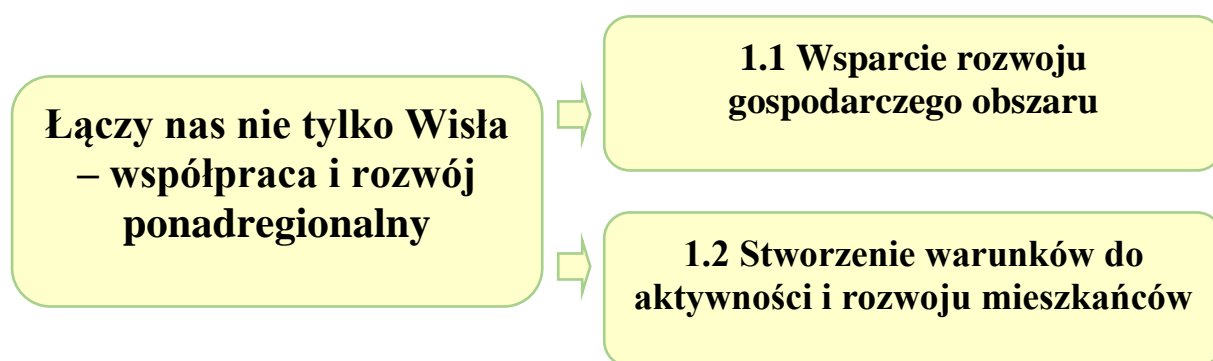 Łączy nas nie tylko Wisła
– współpraca i rozwój
ponadregionalny
1.1 Wsparcie rozwoju
gospodarczego obszaru
1.2 Stworzenie warunków do
aktywności i rozwoju mieszkańców